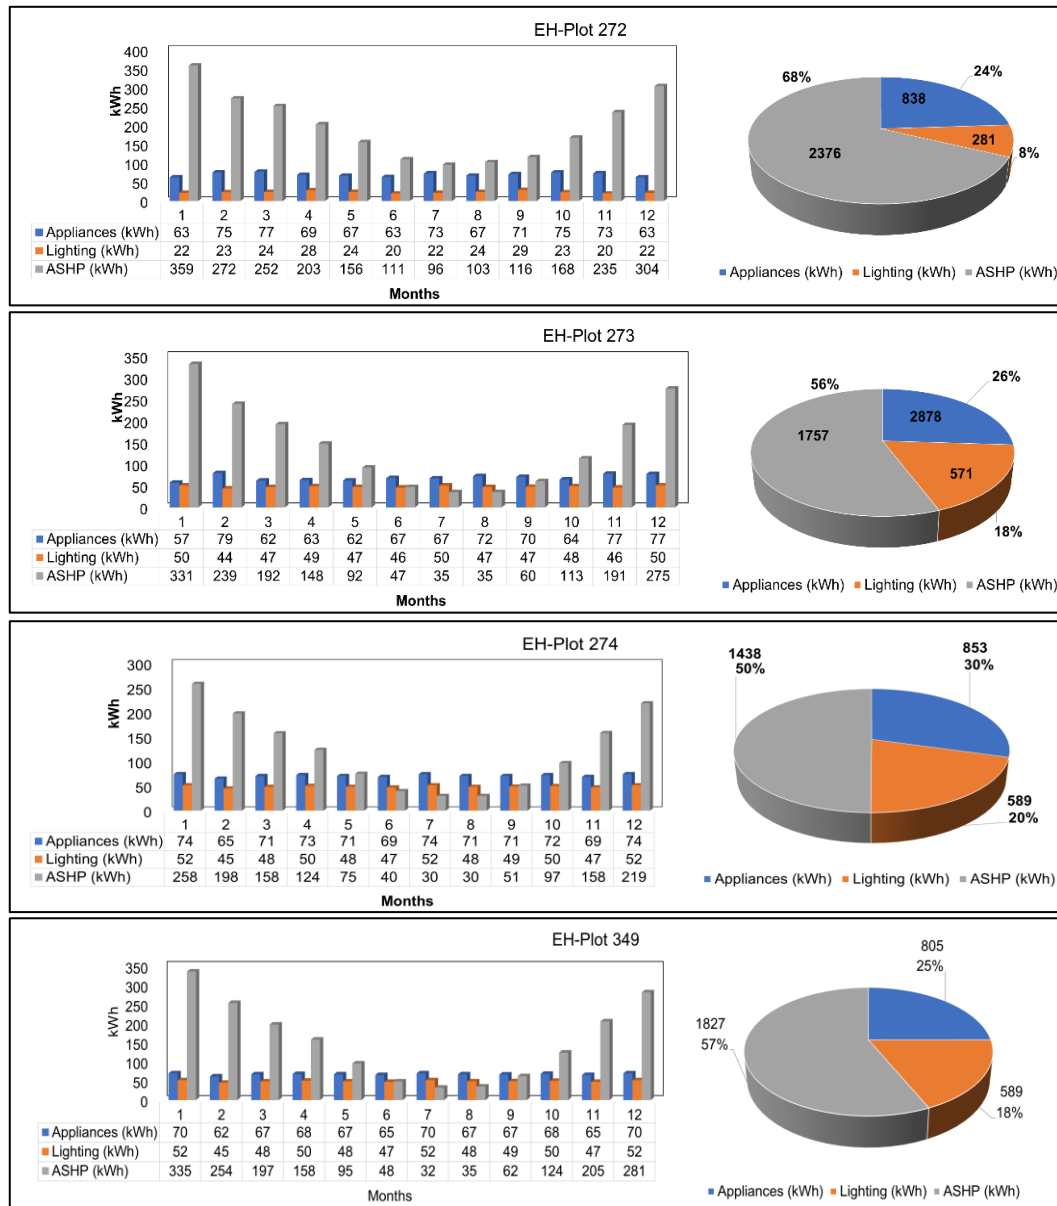 EH-Plot 272
400
350
300
250
200
150
100
50
0
kWh
1 2 3 4 5 6 7 8 9 10 11 12
Appliances (kWh) 63 75 77 69 67 63 73 67 71 75 73 63
Lighting (kWh) 22 23 24 28 24 20 22 24 29 23 20 22
ASHP (kWh) 359 272 252 203 156 111 96 103 116 168 235 304
Months
68%
24%
838
281
2376
8%
Appliances (kWh) Lighting (kWh) ASHP (kWh)
EH-Plot 273
350
300
250
200
150
100
50
0
kWh
1 2 3 4 5 6 7 8 9 10 11 12
Appliances (kWh) 57 79 62 63 62 67 67 72 70 64 77 77
Lighting (kWh) 50 44 47 49 47 46 50 47 47 48 46 50
ASHP (kWh) 331 239 192 148 92 47 35 35 60 113 191 275
Months
56%
26%
2878
1757
571
18%
Appliances (kWh) Lighting (kWh) ASHP (kWh)
EH-Plot 274
300
250
200
150
100
50
0
kWh
1 2 3 4 5 6 7 8 9 10 11 12
Appliances (kWh) 74 65 71 73 71 69 74 71 71 72 69 74
Lighting (kWh) 52 45 48 50 48 47 52 48 49 50 47 52
ASHP (kWh) 258 198 158 124 75 40 30 30 51 97 158 219
Months
1438
50%
853
30%
589
20%
Appliances (kWh) Lighting (kWh) ASHP (kWh)
EH-Plot 349
350
300
250
200
150
100
50
0
kWh
1 2 3 4 5 6 7 8 9 10 11 12
Appliances (kWh) 70 62 67 68 67 65 70 67 67 68 65 70
Lighting (kWh) 52 45 48 50 48 47 52 48 49 50 47 52
ASHP (kWh) 335 254 197 158 95 48 32 35 62 124 205 281
Months
805
25%
1827
57%
589
18%
Appliances (kWh) Lighting (kWh) ASHP (kWh)